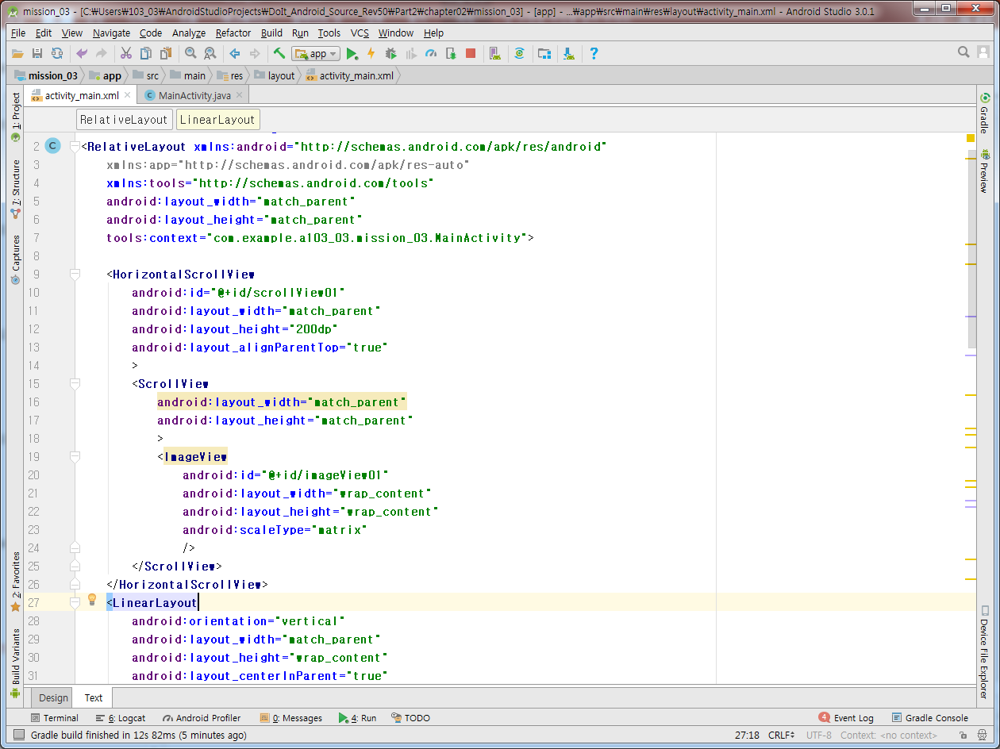 mission_03 - [C:₩Users₩103_03₩AndroidStudioProjects₩DoIt_Android_Source_Rev50₩Part2₩chapter02₩mission_03] - [app] - ...₩app₩src₩main₩res₩layout₩activity_main.xml - Android Studio 3.0.1
File Edit View Navigate Code Analyze Refactor Build Run Tools VCS Window Help
app
mission_03 app src main res layout activity_main.xml
activity_main.xml MainActivity.java
RelativeLayout LinearLayout
2 <RelativeLayout xmlns:android="http://schemas.android.com/apk/res/android"
3 xmlns:app="http://schemas.android.com/apk/res-auto"
4 xmlns:tools="http://schemas.android.com/tools"
5 android:layout_width="match_parent"
6 android:layout_height="match_parent"
7 tools:context="com.example.a103_03.mission_03.MainActivity">
8
9 <HorizontalScrollView
10 android:id="@+id/scrollView01"
11 android:layout_width="match_parent"
12 android:layout_height="200dp"
13 android:layout_alignParentTop="true"
14 >
15 <ScrollView
16 android:layout_width="match_parent"
17 android:layout_height="match_parent"
18 >
19 <ImageView
20 android:id="@+id/imageView01"
21 android:layout_width="wrap_content"
22 android:layout_height="wrap_content"
23 android:scaleType="matrix"
24 />
25 </ScrollView>
26 </HorizontalScrollView>
27 <LinearLayout
28 android:orientation="vertical"
29 android:layout_width="match_parent"
30 android:layout_height="wrap_content"
31 android:layout_centerInParent="true"
1: Project
7: Structure
Captures
2: Favorites
Build Variants
Gradle
Preview
Device File Explorer
Design Text
Terminal 6: Logcat Android Profiler 0: Messages 4: Run TODO 4 Event Log Gradle Console
Gradle build finished in 12s 82ms (5 minutes ago) 27:18 CRLF UTF-8 Context: <no context>